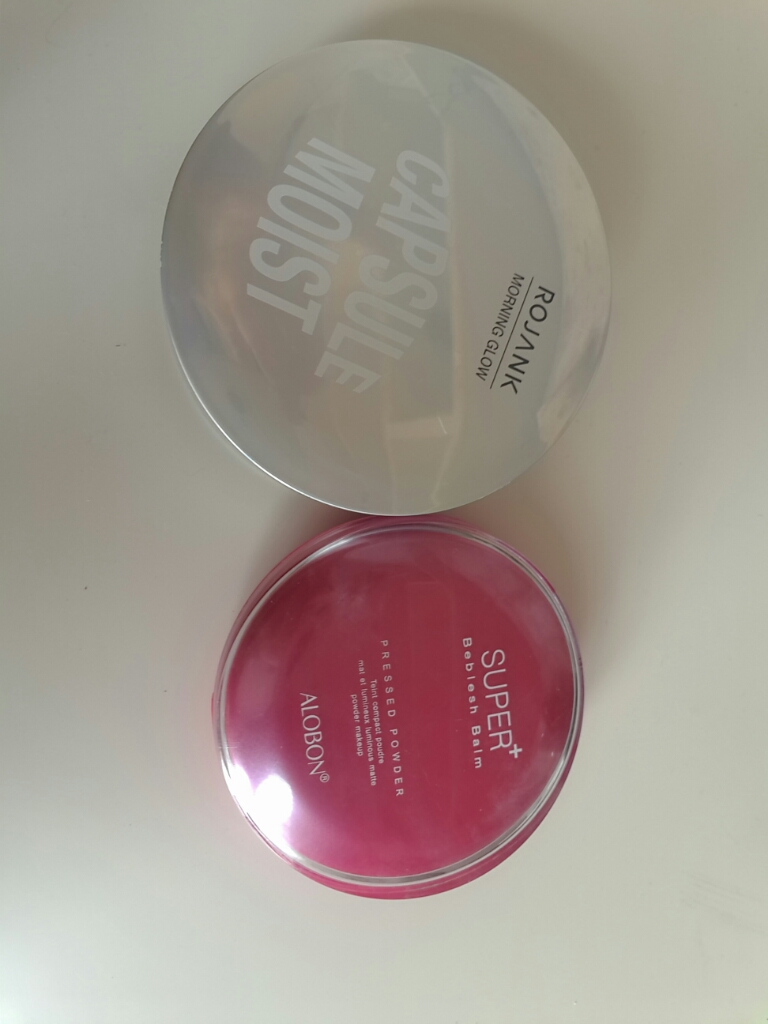 ROJANK
MORNING GLOW
CAPSULE
MOIST
SUPER+
Beblesh Balm
PRESSED POWDER
Teint compact poudre
mat et lumineux luminous matte
powder makeup
ALOBON®